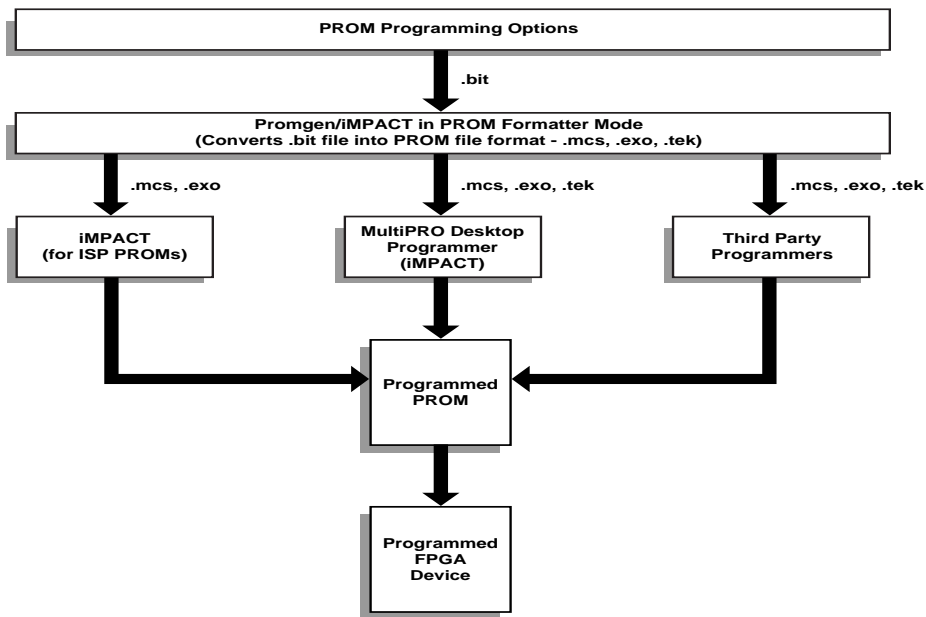 PROM Programming Options
.bit
Promgen/iMPACT in PROM Formatter Mode
(Converts .bit file into PROM file format - .mcs, .exo, .tek)
.mcs, .exo
.mcs, .exo, .tek
.mcs, .exo, .tek
iMPACT
(for ISP PROMs)
MultiPRO Desktop
Programmer
(iMPACT)
Third Party
Programmers
Programmed
PROM
Programmed
FPGA
Device